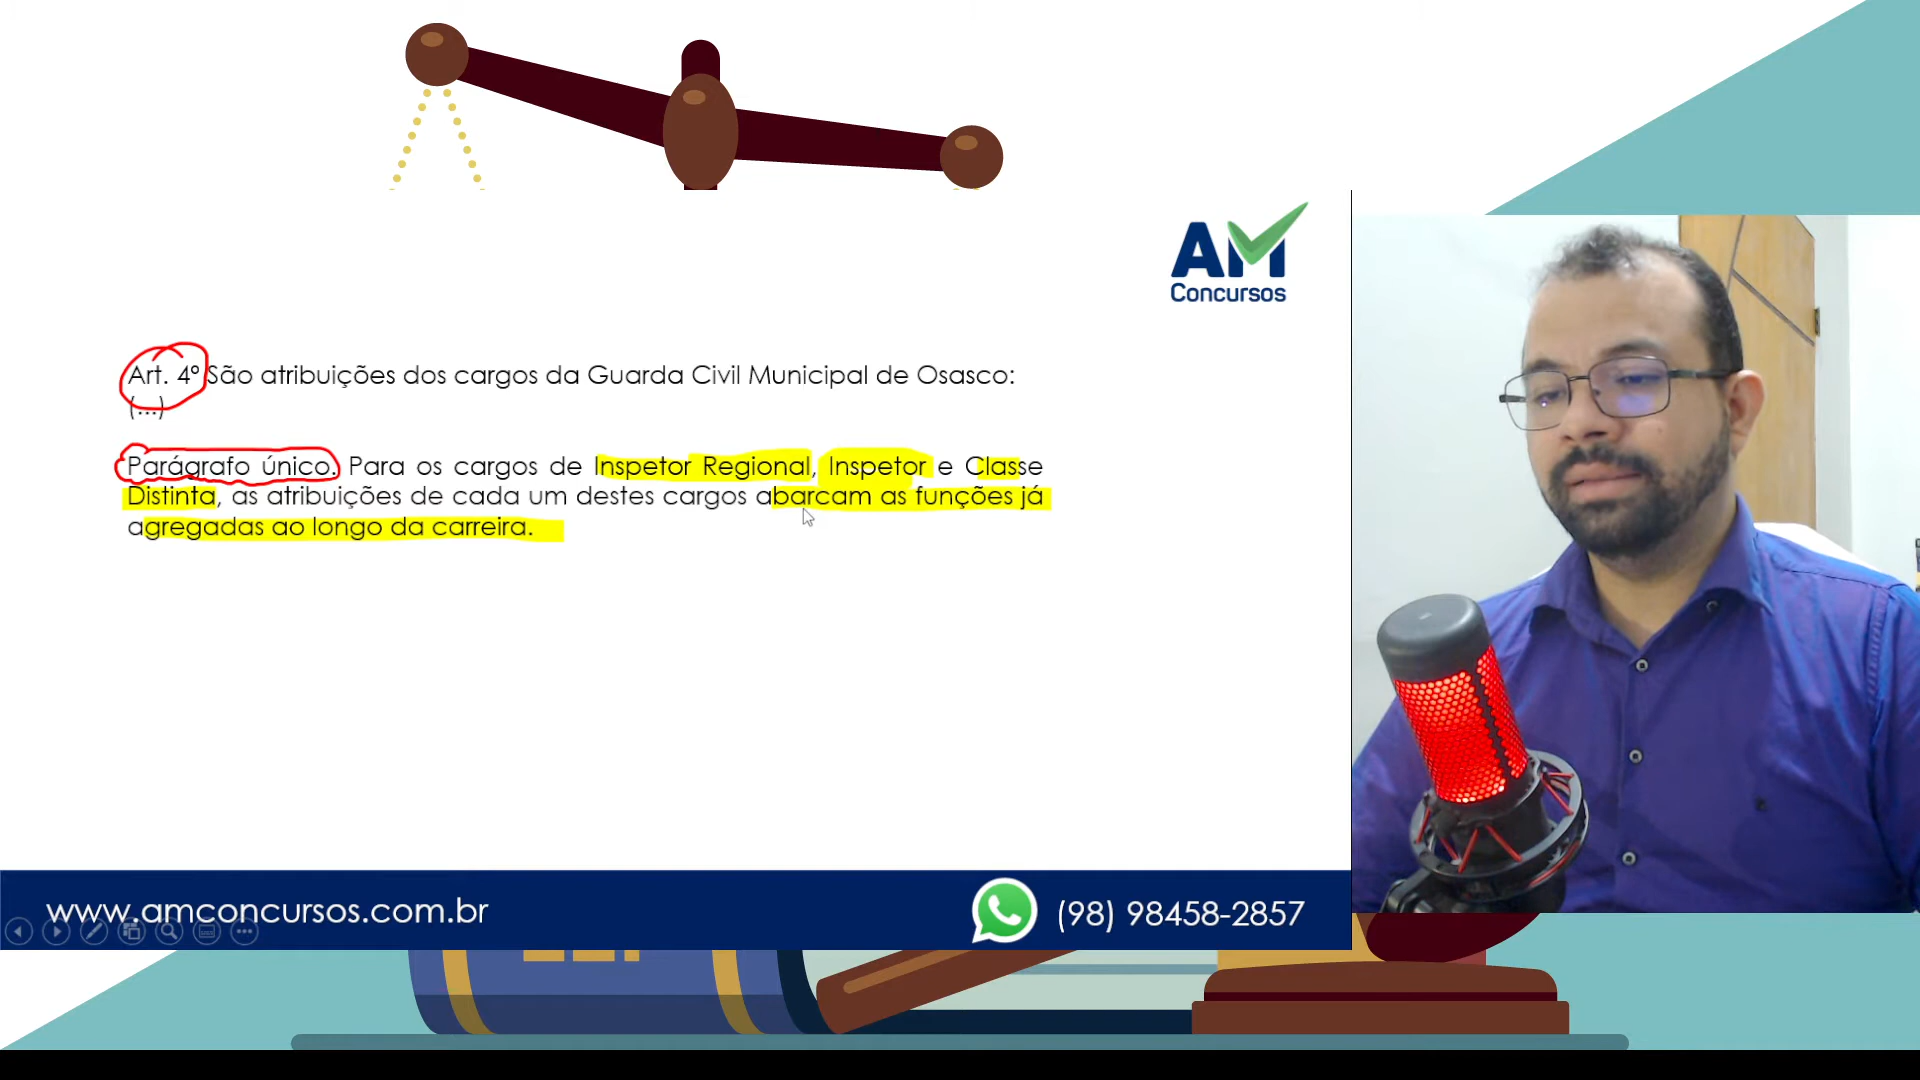 AM
Concursos
Art. 4º São atribuições dos cargos da Guarda Civil Municipal de Osasco:
(...)
Parágrafo único. Para os cargos de Inspetor Regional, Inspetor e Classe
Distinta, as atribuições de cada um destes cargos abarcam as funções já
agregadas ao longo da carreira.
www.amconcursos.com.br
(98) 98458-2857